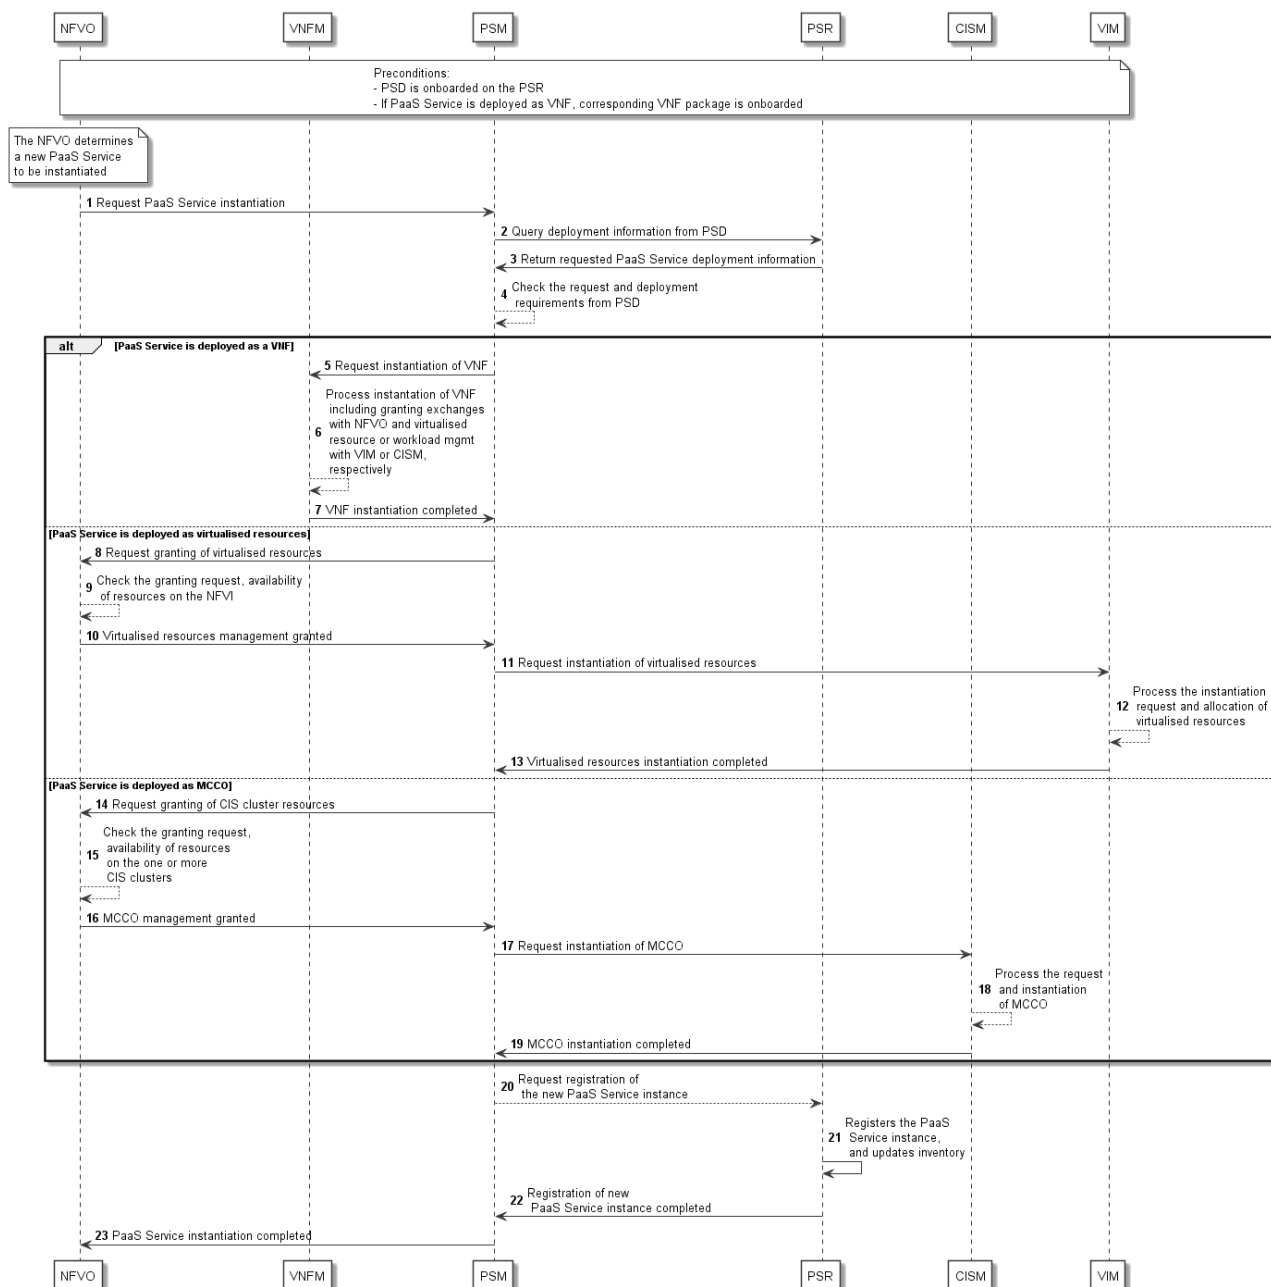 NFVO VNFM PSM PSR CISM VIM
Preconditions:
- PSD is onboarded on the PSR
- If PaaS Service is deployed as VNF, corresponding VNF package is onboarded
The NFVO determines
a new PaaS Service
to be instantiated
1 Request PaaS Service instantiation
2 Query deployment information from PSD
3 Return requested PaaS Service deployment information
4 Check the request and deployment
requirements from PSD
alt [PaaS Service is deployed as a VNF]
5 Request instantiation of VNF
Process instantation of VNF
including granting exchanges
with NFVO and virtualised
6 resource or workload mgmt
with VIM or CISM,
respectively
7 VNF instantiation completed
[PaaS Service is deployed as virtualised resources]
8 Request granting of virtualised resources
9 Check the granting request, availability
of resources on the NFVI
10 Virtualised resources management granted
11 Request instantiation of virtualised resources
Process the instantiation
12 request and allocation of
virtualised resources
13 Virtualised resources instantiation completed
[PaaS Service is deployed as MCCO]
14 Request granting of CIS cluster resources
Check the granting request,
15 availability of resources
on the one or more
CIS clusters
16 MCCO management granted
17 Request instantiation of MCCO
Process the request
18 and instantiation
of MCCO
19 MCCO instantiation completed
20 Request registration of
the new PaaS Service instance
Registers the PaaS
21 Service instance,
and updates inventory
22 Registration of new
PaaS Service instance completed
23 PaaS Service instantiation completed
NFVO VNFM PSM PSR CISM VIM